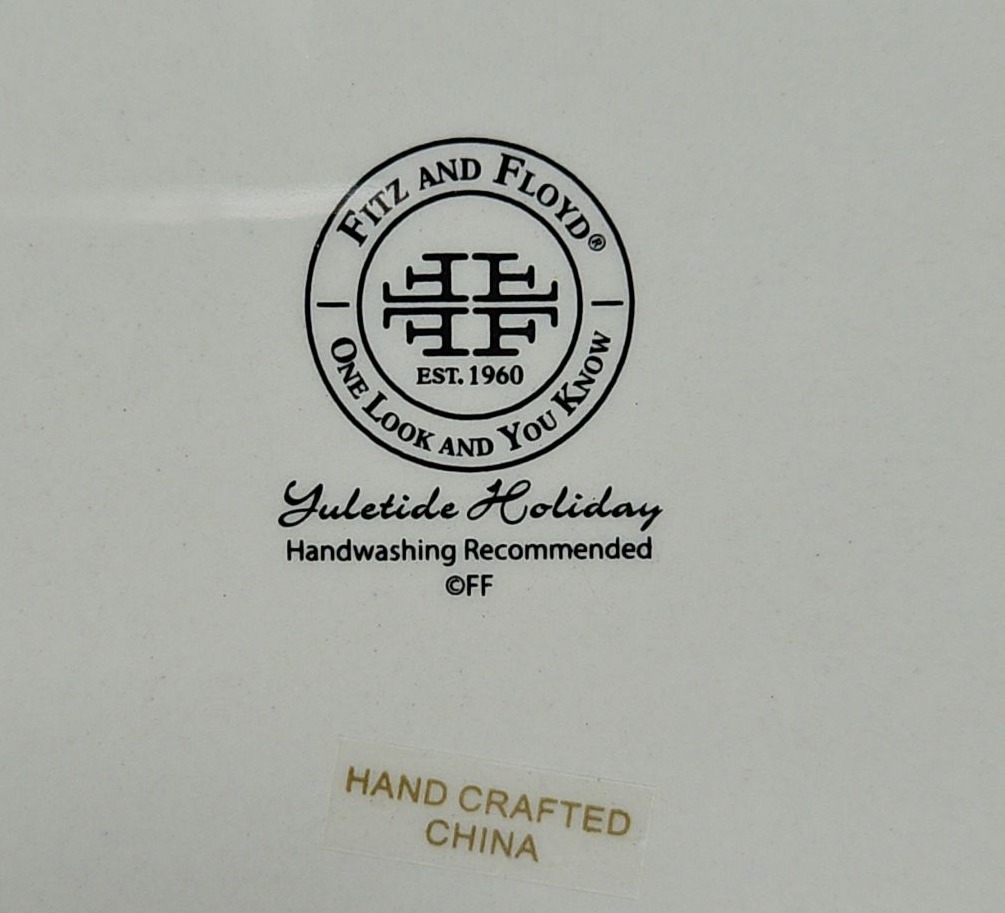 FITZ AND FLOYD®
EST. 1960
ONE LOOK AND YOU KNOW
Yuletide Holiday
Handwashing Recommended
©FF
HAND CRAFTED
CHINA